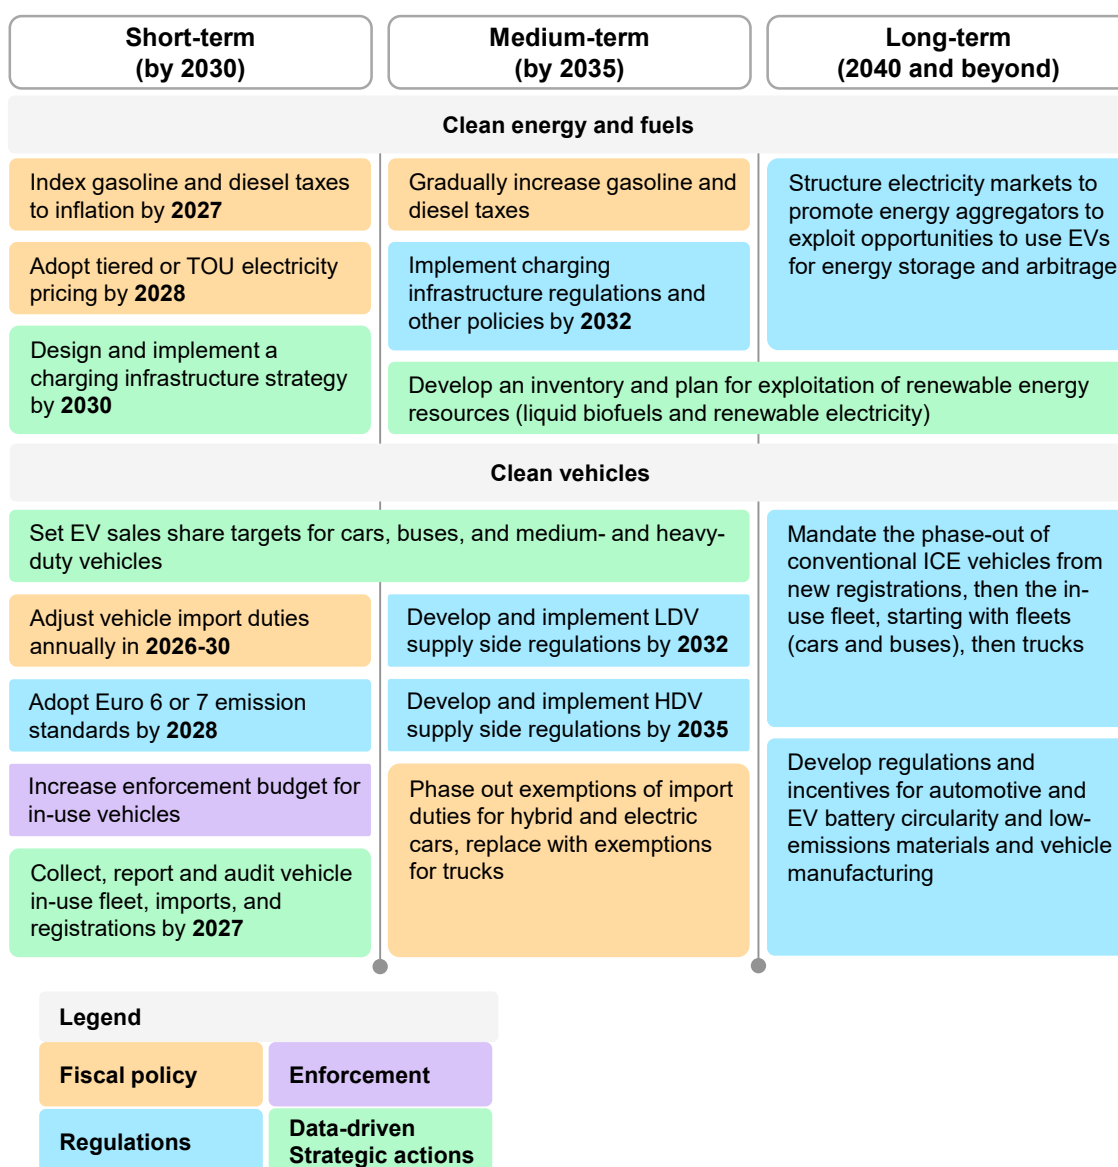 Short-term
(by 2030)
Medium-term
(by 2035)
Long-term
(2040 and beyond)
Clean energy and fuels
Index gasoline and diesel taxes
to inflation by 2027
Adopt tiered or TOU electricity
pricing by 2028
Design and implement a
charging infrastructure strategy
by 2030
Gradually increase gasoline and
diesel taxes
Implement charging
infrastructure regulations and
other policies by 2032
Structure electricity markets to
promote energy aggregators to
exploit opportunities to use EVs
for energy storage and arbitrage
Develop an inventory and plan for exploitation of renewable energy
resources (liquid biofuels and renewable electricity)
Clean vehicles
Set EV sales share targets for cars, buses, and medium- and heavy-
duty vehicles
Adjust vehicle import duties
annually in 2026-30
Adopt Euro 6 or 7 emission
standards by 2028
Increase enforcement budget for
in-use vehicles
Collect, report and audit vehicle
in-use fleet, imports, and
registrations by 2027
Develop and implement LDV
supply side regulations by 2032
Develop and implement HDV
supply side regulations by 2035
Phase out exemptions of import
duties for hybrid and electric
cars, replace with exemptions
for trucks
Mandate the phase-out of
conventional ICE vehicles from
new registrations, then the in-
use fleet, starting with fleets
(cars and buses), then trucks
Develop regulations and
incentives for automotive and
EV battery circularity and low-
emissions materials and vehicle
manufacturing
Legend
Fiscal policy
Enforcement
Regulations
Data-driven
Strategic actions